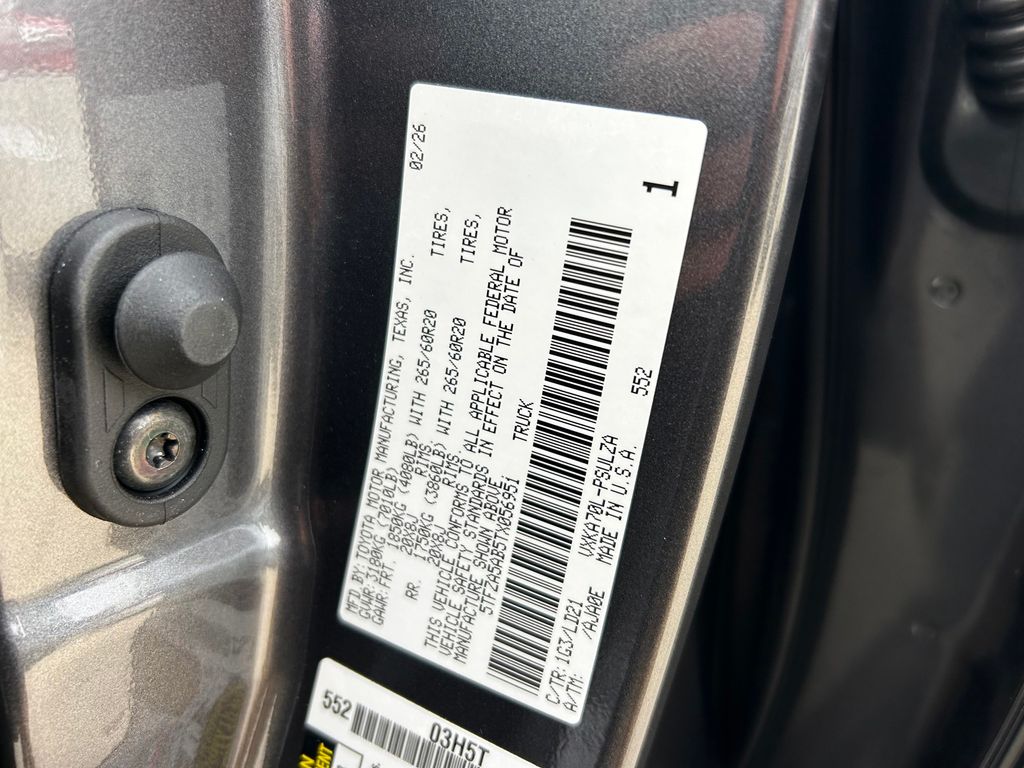 MFD.BY:TOYOTA MOTOR MANUFACTURING, TEXAS, INC. 02/26
GVWR:3180KG (7010LB)
GAWR:FRT. 1850KG (4080LB) WITH 265/60R20 TIRES,
20X8J RIMS.
RR. 1750KG (3860LB) WITH 265/60R20 TIRES,
20X8J RIMS.
THIS VEHICLE CONFORMS TO ALL APPLICABLE FEDERAL MOTOR
VEHICLE SAFETY STANDARDS IN EFFECT ON THE DATE OF
MANUFACTURE SHOWN ABOVE.
5TFZA5AB5TX056951 TRUCK
C/TR:1G3/LD21 VXKA70L-PSULZA 552 1
A/TM: /AJA0E MADE IN U.S.A.
552 03H5T